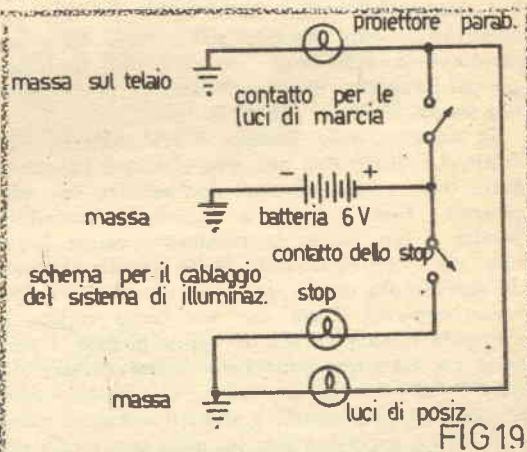 proiettore parab.
massa sul telaio
contatto per le
luci di marcia
- +
massa
batteria 6 V
contatto dello stop
schema per il cablaggio
del sistema di illuminaz.
stop
massa
luci di posiz.
FIG 19